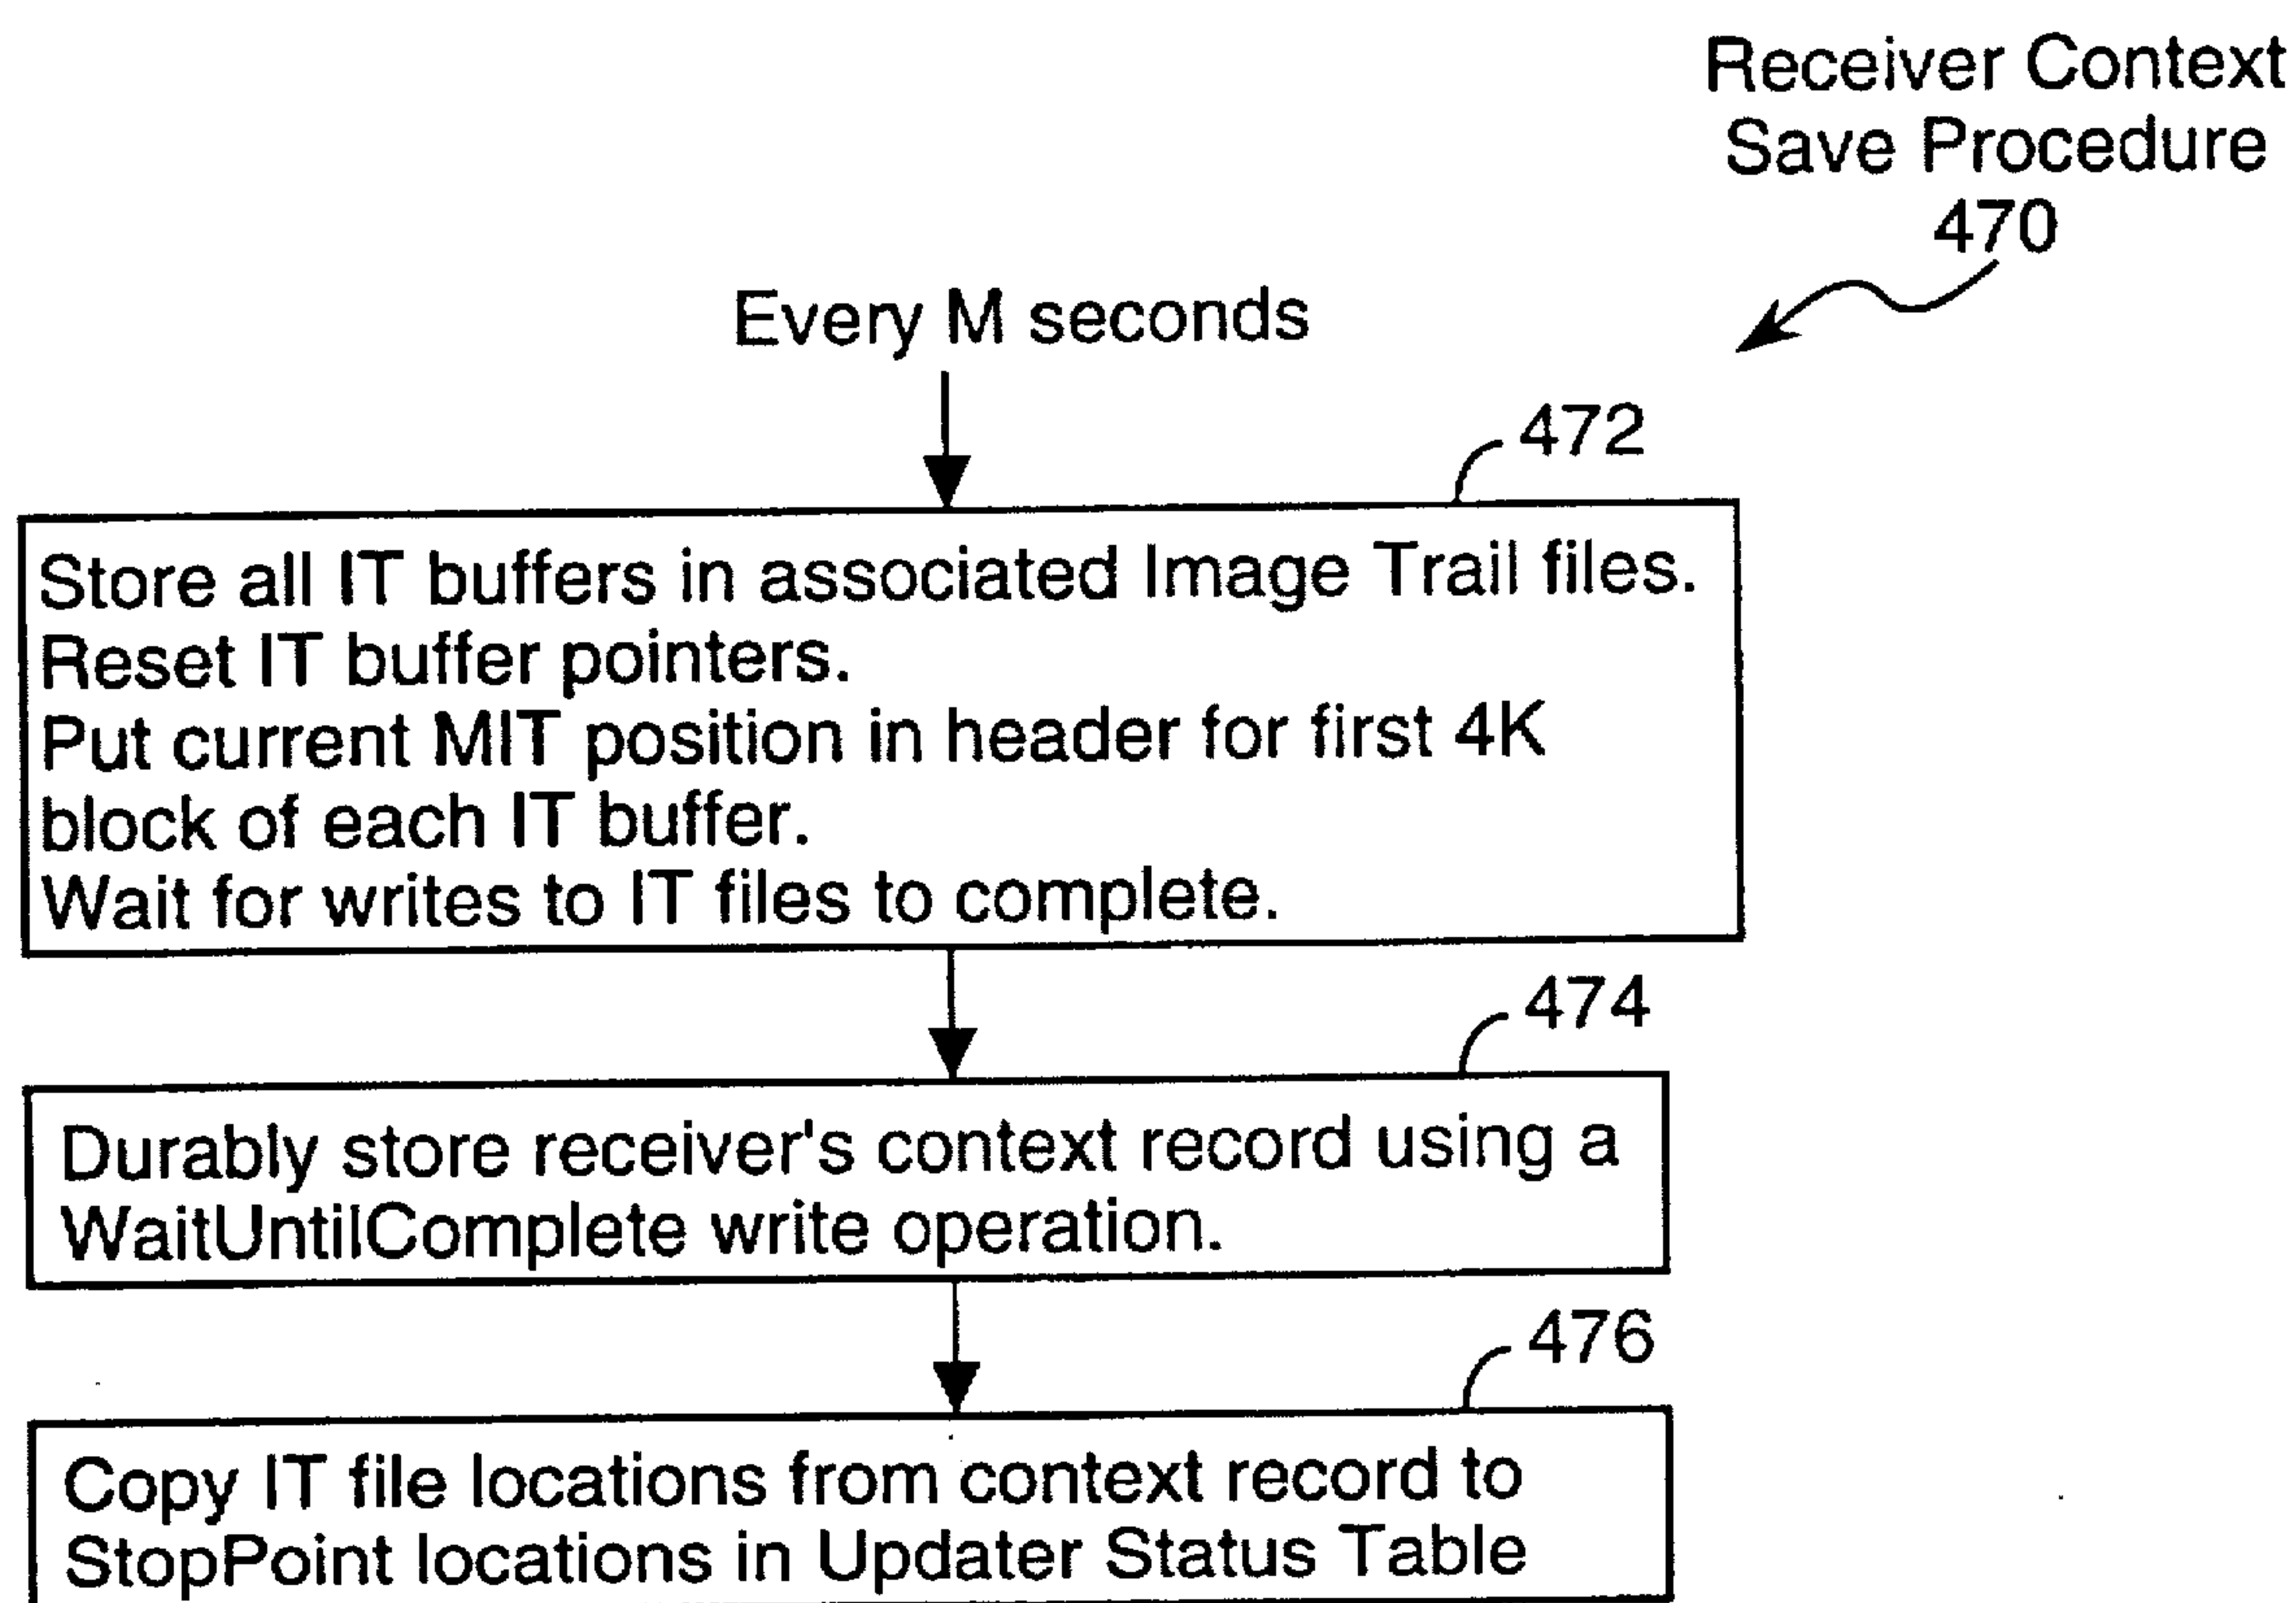 Receiver Context
Save Procedure
470
Every M seconds
472
Store all IT buffers in associated Image Trail files.
Reset IT buffer pointers.
Put current MIT position in header for first 4K
block of each IT buffer.
Wait for writes to IT files to complete.
474
Durably store receiver's context record using a
WaitUntilComplete write operation.
476
Copy IT file locations from context record to
StopPoint locations in Updater Status Table